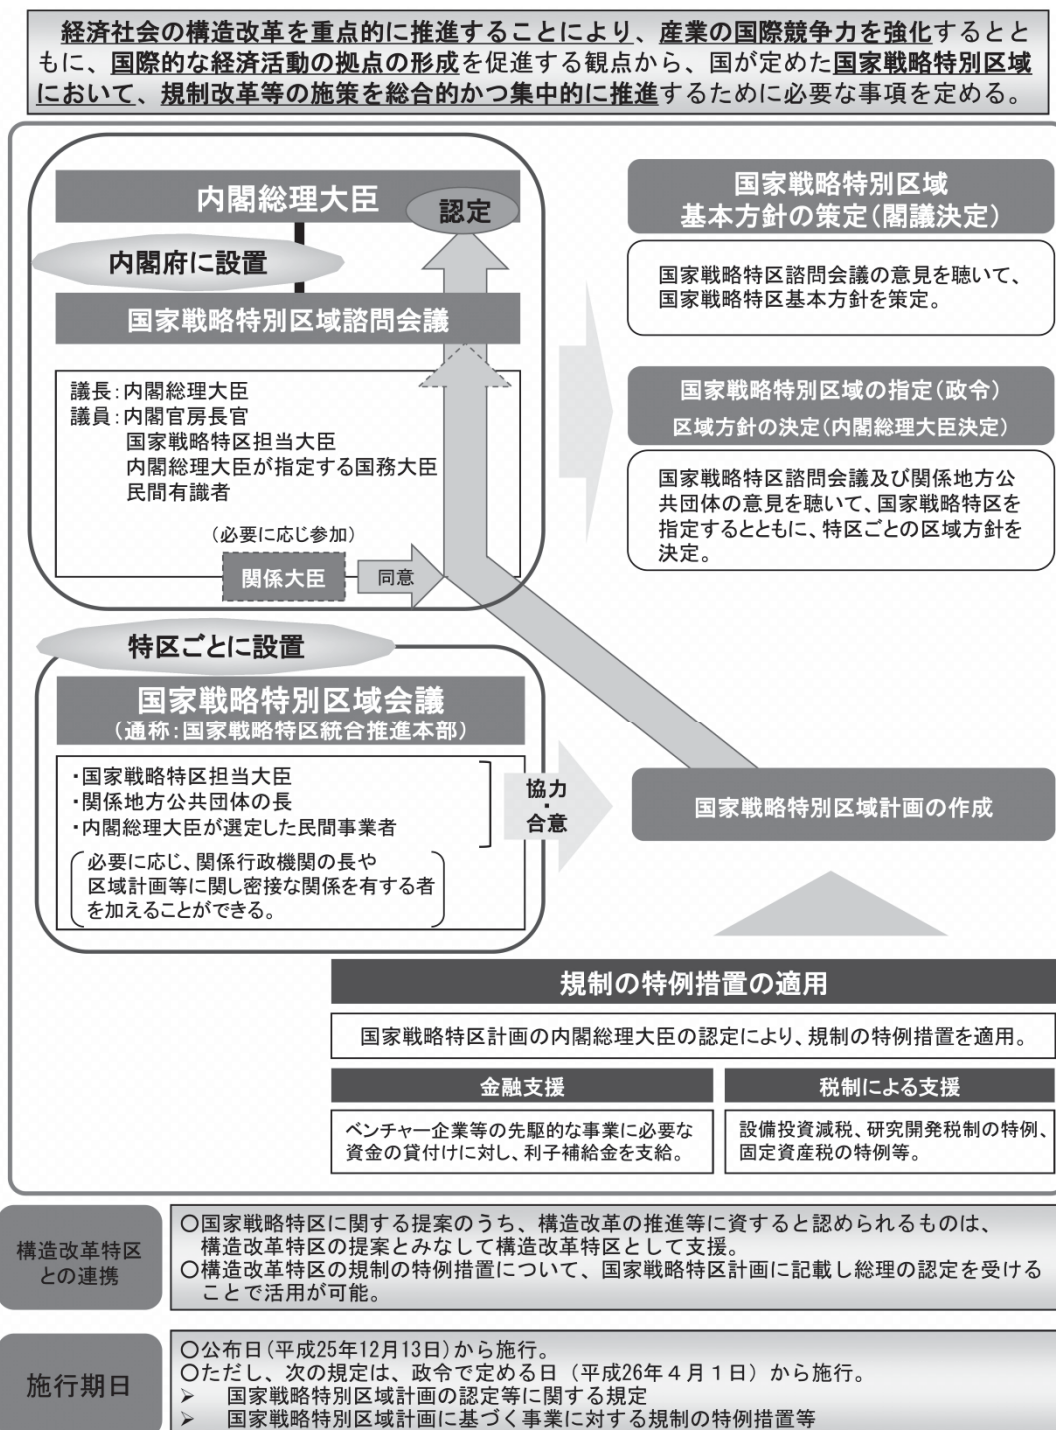 経済社会の構造改革を重点的に推進することにより、産業の国際競争力を強化するとと
もに、国際的な経済活動の拠点の形成を促進する観点から、国が定めた国家戦略特別区域
において、規制改革等の施策を総合的かつ集中的に推進するために必要な事項を定める。
内閣総理大臣
認定
内閣府に設置
国家戦略特別区域諮問会議
議長：内閣総理大臣
議員：内閣官房長官
国家戦略特区担当大臣
内閣総理大臣が指定する国務大臣
民間有識者
（必要に応じ参加）
関係大臣
同意
国家戦略特別区域
基本方針の策定（閣議決定）
国家戦略特区諮問会議の意見を聴いて、
国家戦略特区基本方針を策定。
国家戦略特別区域の指定（政令）
区域方針の決定（内閣総理大臣決定）
国家戦略特区諮問会議及び関係地方公
共団体の意見を聴いて、国家戦略特区を
指定するとともに、特区ごとの区域方針を
決定。
特区ごとに設置
国家戦略特別区域会議
（通称：国家戦略特区統合推進本部）
・国家戦略特区担当大臣
・関係地方公共団体の長
・内閣総理大臣が選定した民間事業者
必要に応じ、関係行政機関の長や
区域計画等に関し密接な関係を有する者
を加えることができる。
協力
・
合意
国家戦略特別区域計画の作成
規制の特例措置の適用
国家戦略特区計画の内閣総理大臣の認定により、規制の特例措置を適用。
金融支援
ベンチャー企業等の先駆的な事業に必要な
資金の貸付けに対し、利子補給金を支給。
税制による支援
設備投資減税、研究開発税制の特例、
固定資産税の特例等。
構造改革特区
との連携
○国家戦略特区に関する提案のうち、構造改革の推進等に資すると認められるものは、
構造改革特区の提案とみなして構造改革特区として支援。
○構造改革特区の規制の特例措置について、国家戦略特区計画に記載し総理の認定を受ける
ことで活用が可能。
施行期日
○公布日（平成25年12月13日）から施行。
○ただし、次の規定は、政令で定める日（平成26年４月１日）から施行。
➢ 国家戦略特別区域計画の認定等に関する規定
➢ 国家戦略特別区域計画に基づく事業に対する規制の特例措置等